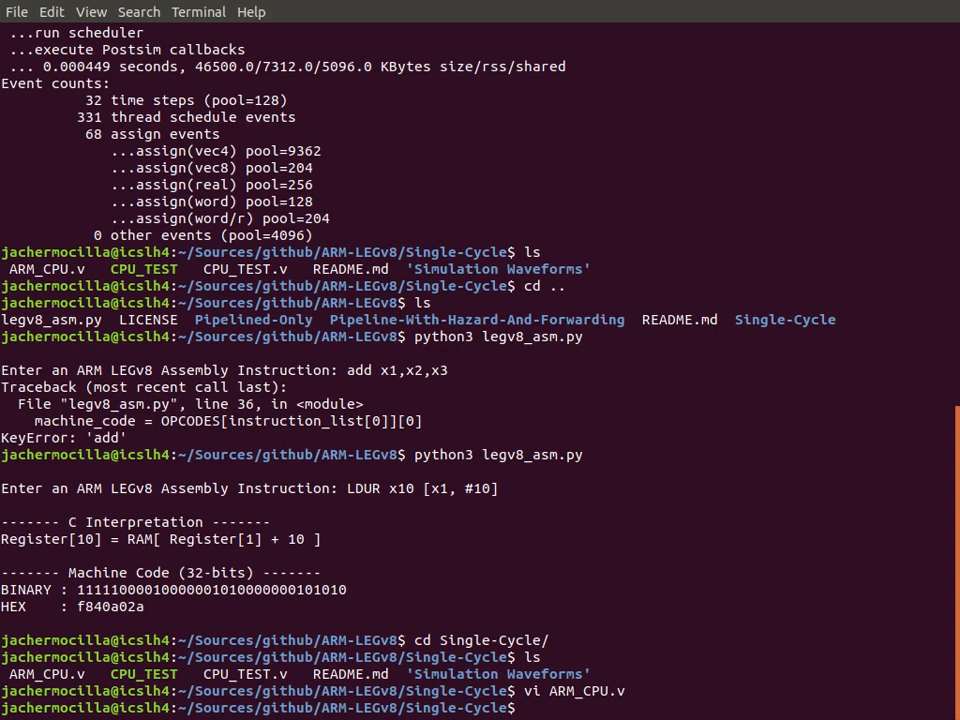 File Edit View Search Terminal Help
...run scheduler
...execute Postsim callbacks
... 0.000449 seconds, 46500.0/7312.0/5096.0 KBytes size/rss/shared
Event counts:
32 time steps (pool=128)
331 thread schedule events
68 assign events
...assign(vec4) pool=9362
...assign(vec8) pool=204
...assign(real) pool=256
...assign(word) pool=128
...assign(word/r) pool=204
0 other events (pool=4096)
jachermocilla@icslh4:~/Sources/github/ARM-LEGv8/Single-Cycle$ ls
ARM_CPU.v CPU_TEST CPU_TEST.v README.md 'Simulation Waveforms'
jachermocilla@icslh4:~/Sources/github/ARM-LEGv8/Single-Cycle$ cd ..
jachermocilla@icslh4:~/Sources/github/ARM-LEGv8$ ls
legv8_asm.py LICENSE Pipelined-Only Pipeline-With-Hazard-And-Forwarding README.md Single-Cycle
jachermocilla@icslh4:~/Sources/github/ARM-LEGv8$ python3 legv8_asm.py
Enter an ARM LEGv8 Assembly Instruction: add x1,x2,x3
Traceback (most recent call last):
File "legv8_asm.py", line 36, in <module>
machine_code = OPCODES[instruction_list[0]][0]
KeyError: 'add'
jachermocilla@icslh4:~/Sources/github/ARM-LEGv8$ python3 legv8_asm.py
Enter an ARM LEGv8 Assembly Instruction: LDUR x10 [x1, #10]
------- C Interpretation -------
Register[10] = RAM[ Register[1] + 10 ]
------- Machine Code (32-bits) -------
BINARY : 11111000010000001010000000101010
HEX : f840a02a
jachermocilla@icslh4:~/Sources/github/ARM-LEGv8$ cd Single-Cycle/
jachermocilla@icslh4:~/Sources/github/ARM-LEGv8/Single-Cycle$ ls
ARM_CPU.v CPU_TEST CPU_TEST.v README.md 'Simulation Waveforms'
jachermocilla@icslh4:~/Sources/github/ARM-LEGv8/Single-Cycle$ vi ARM_CPU.v
jachermocilla@icslh4:~/Sources/github/ARM-LEGv8/Single-Cycle$